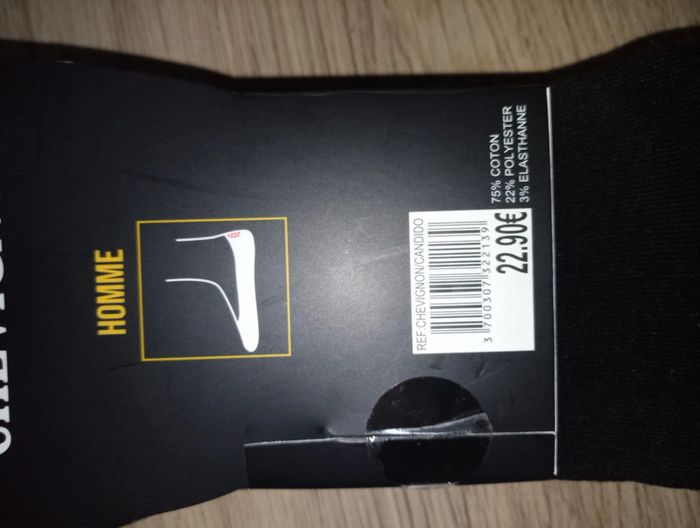 HOMME
REF:CHEVIGNON/CANDIDO
3 700307 322139
22.90€
75% COTON
22% POLYESTER
3% ELASTHANNE